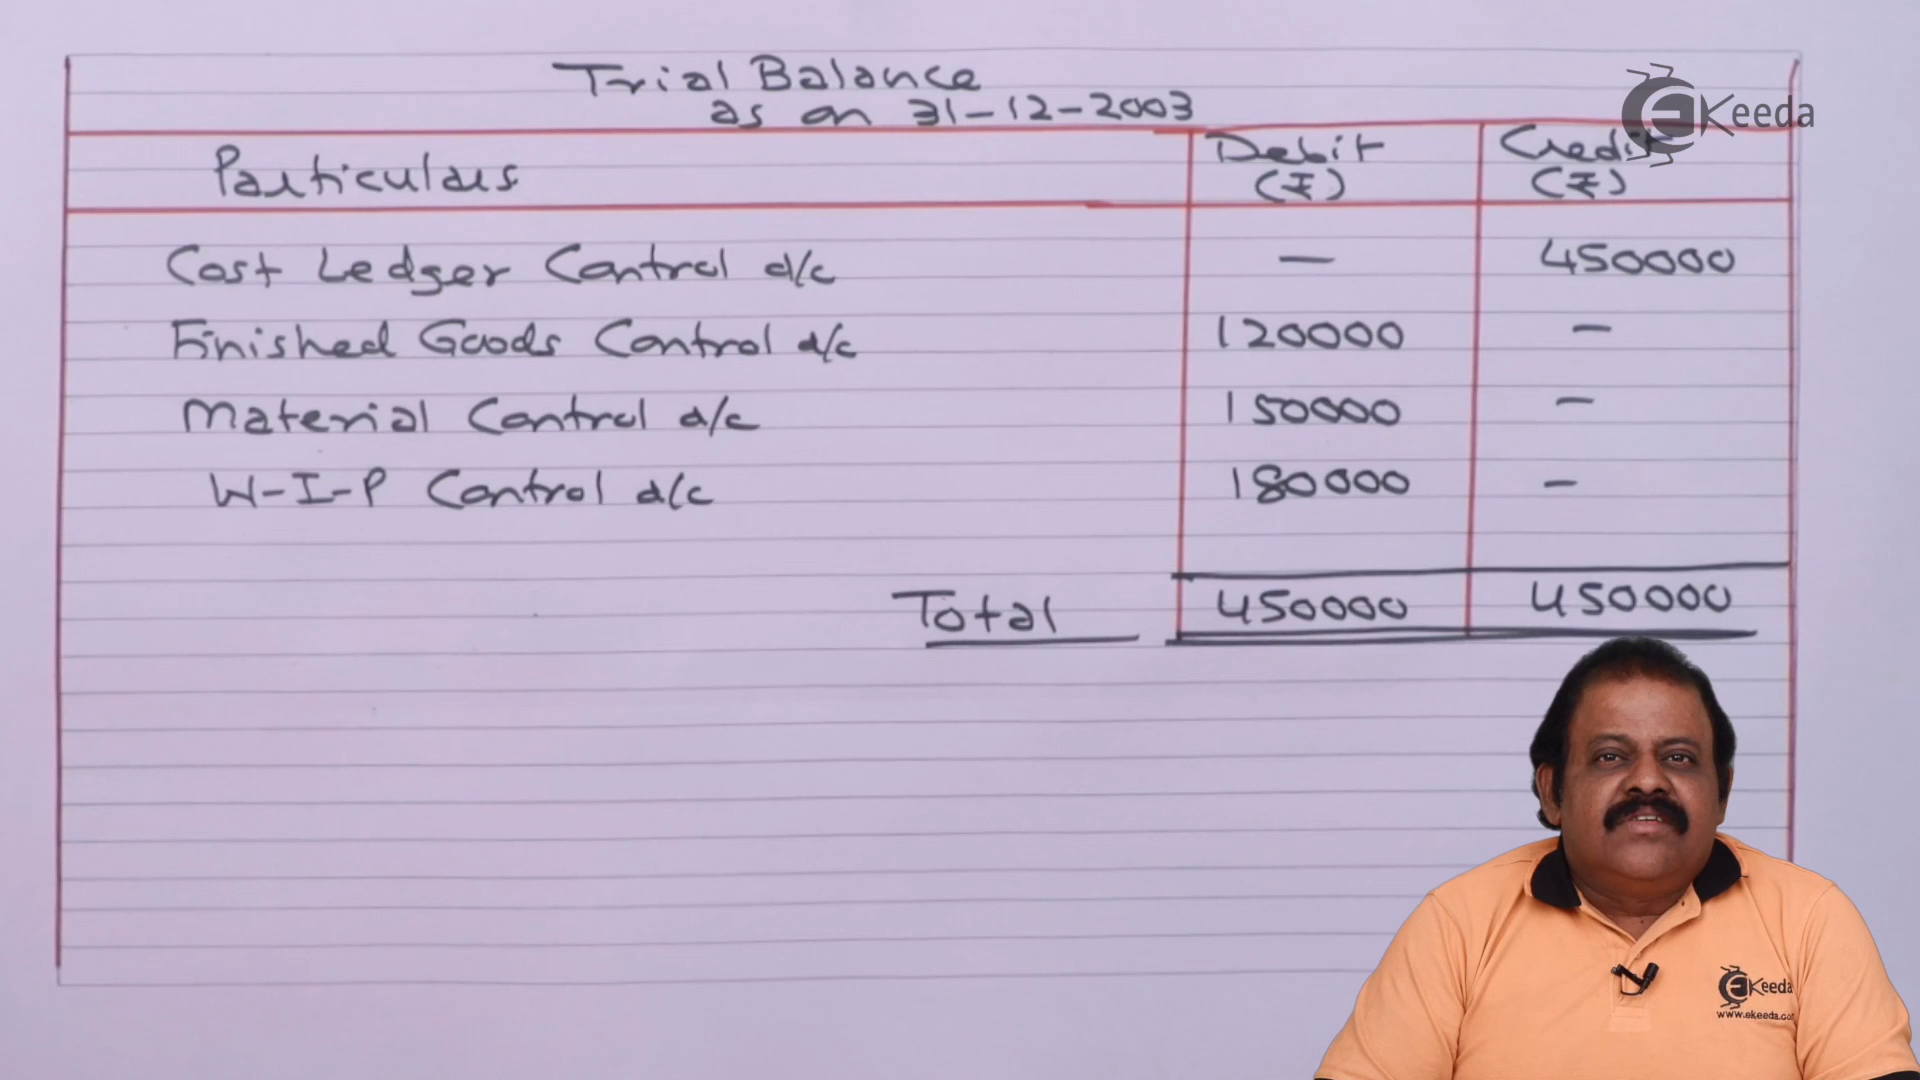 Trial Balance
as on 31-12-2003
Particulars Debit (₹) Credit (₹)
Cost Ledger Control a/c — 450000
Finished Goods Control a/c 120000 —
Material Control a/c 150000 —
W-I-P Control a/c 180000 —
Total 450000 450000
eKeeda
eKeeda
www.ekeeda.co